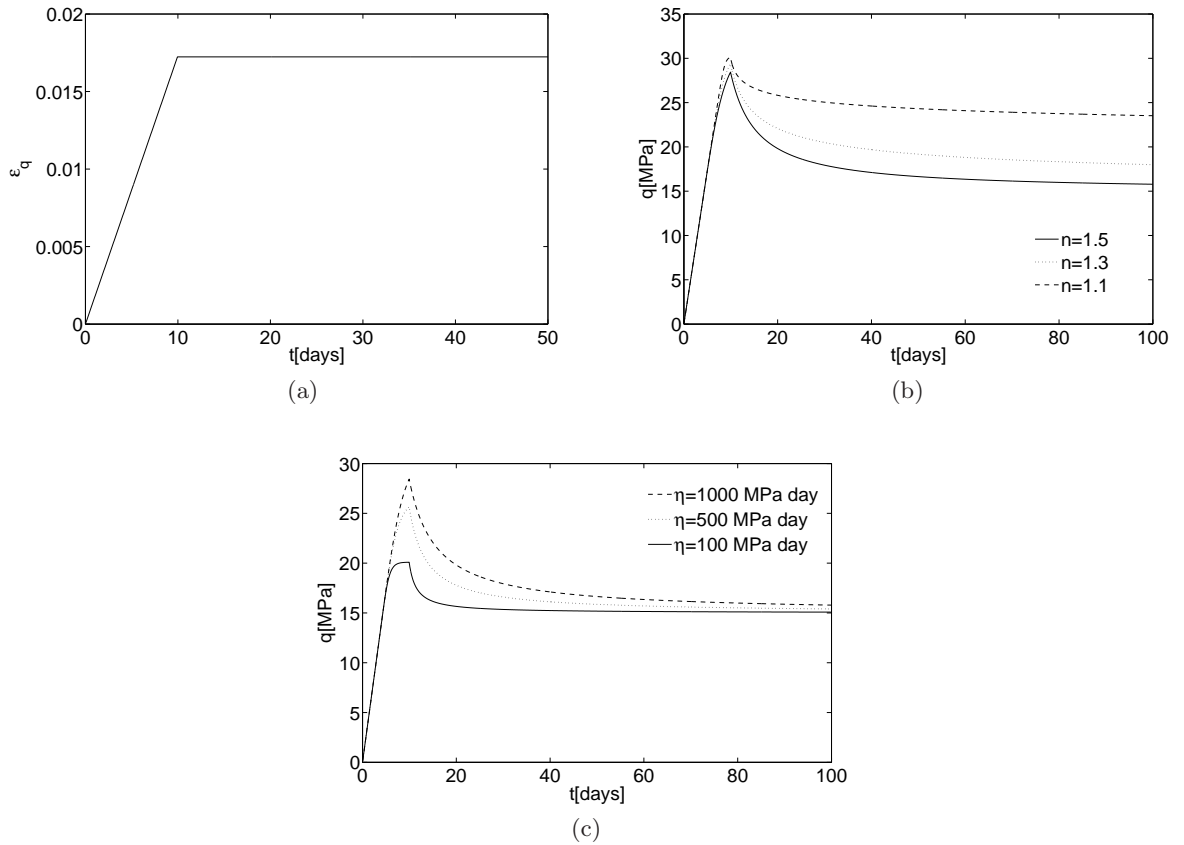 0.02
0.015
0.01
0.005
0
ε_q
0 10 20 30 40 50
t[days]
(a)
35
30
25
20
15
10
5
0
q[MPa]
n=1.5
n=1.3
n=1.1
0 20 40 60 80 100
t[days]
(b)
30
25
20
15
10
5
0
q[MPa]
η=1000 MPa day
η=500 MPa day
η=100 MPa day
0 20 40 60 80 100
t[days]
(c)